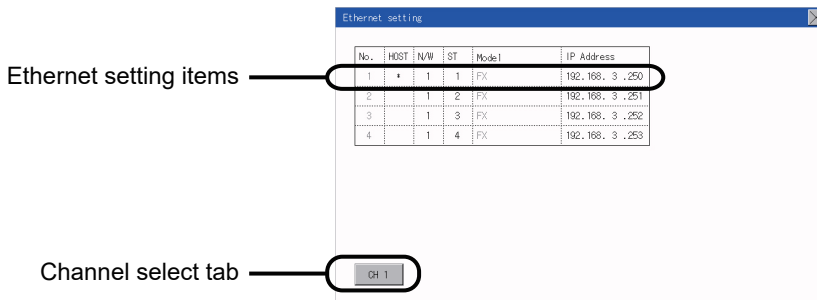 Ethernet setting
No. HOST N/W ST Model IP Address
1 * 1 1 FX 192.168. 3 .250
2 1 2 FX 192.168. 3 .251
3 1 3 FX 192.168. 3 .252
4 1 4 FX 192.168. 3 .253
Ethernet setting items
CH 1
Channel select tab